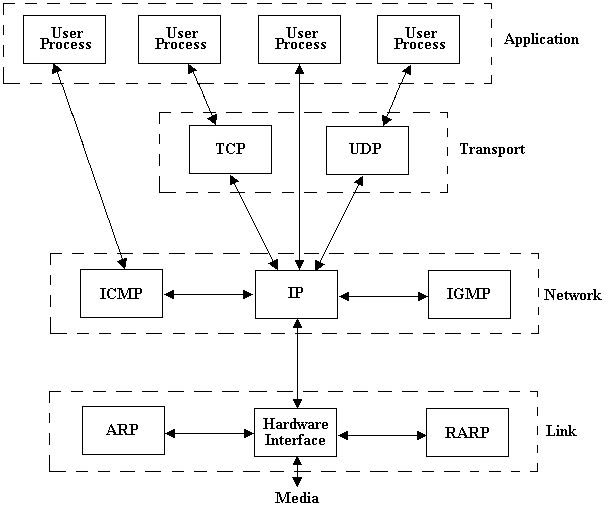 User
Process
User
Process
User
Process
User
Process
Application
TCP
UDP
Transport
ICMP
IP
IGMP
Network
ARP
Hardware
Interface
RARP
Link
Media